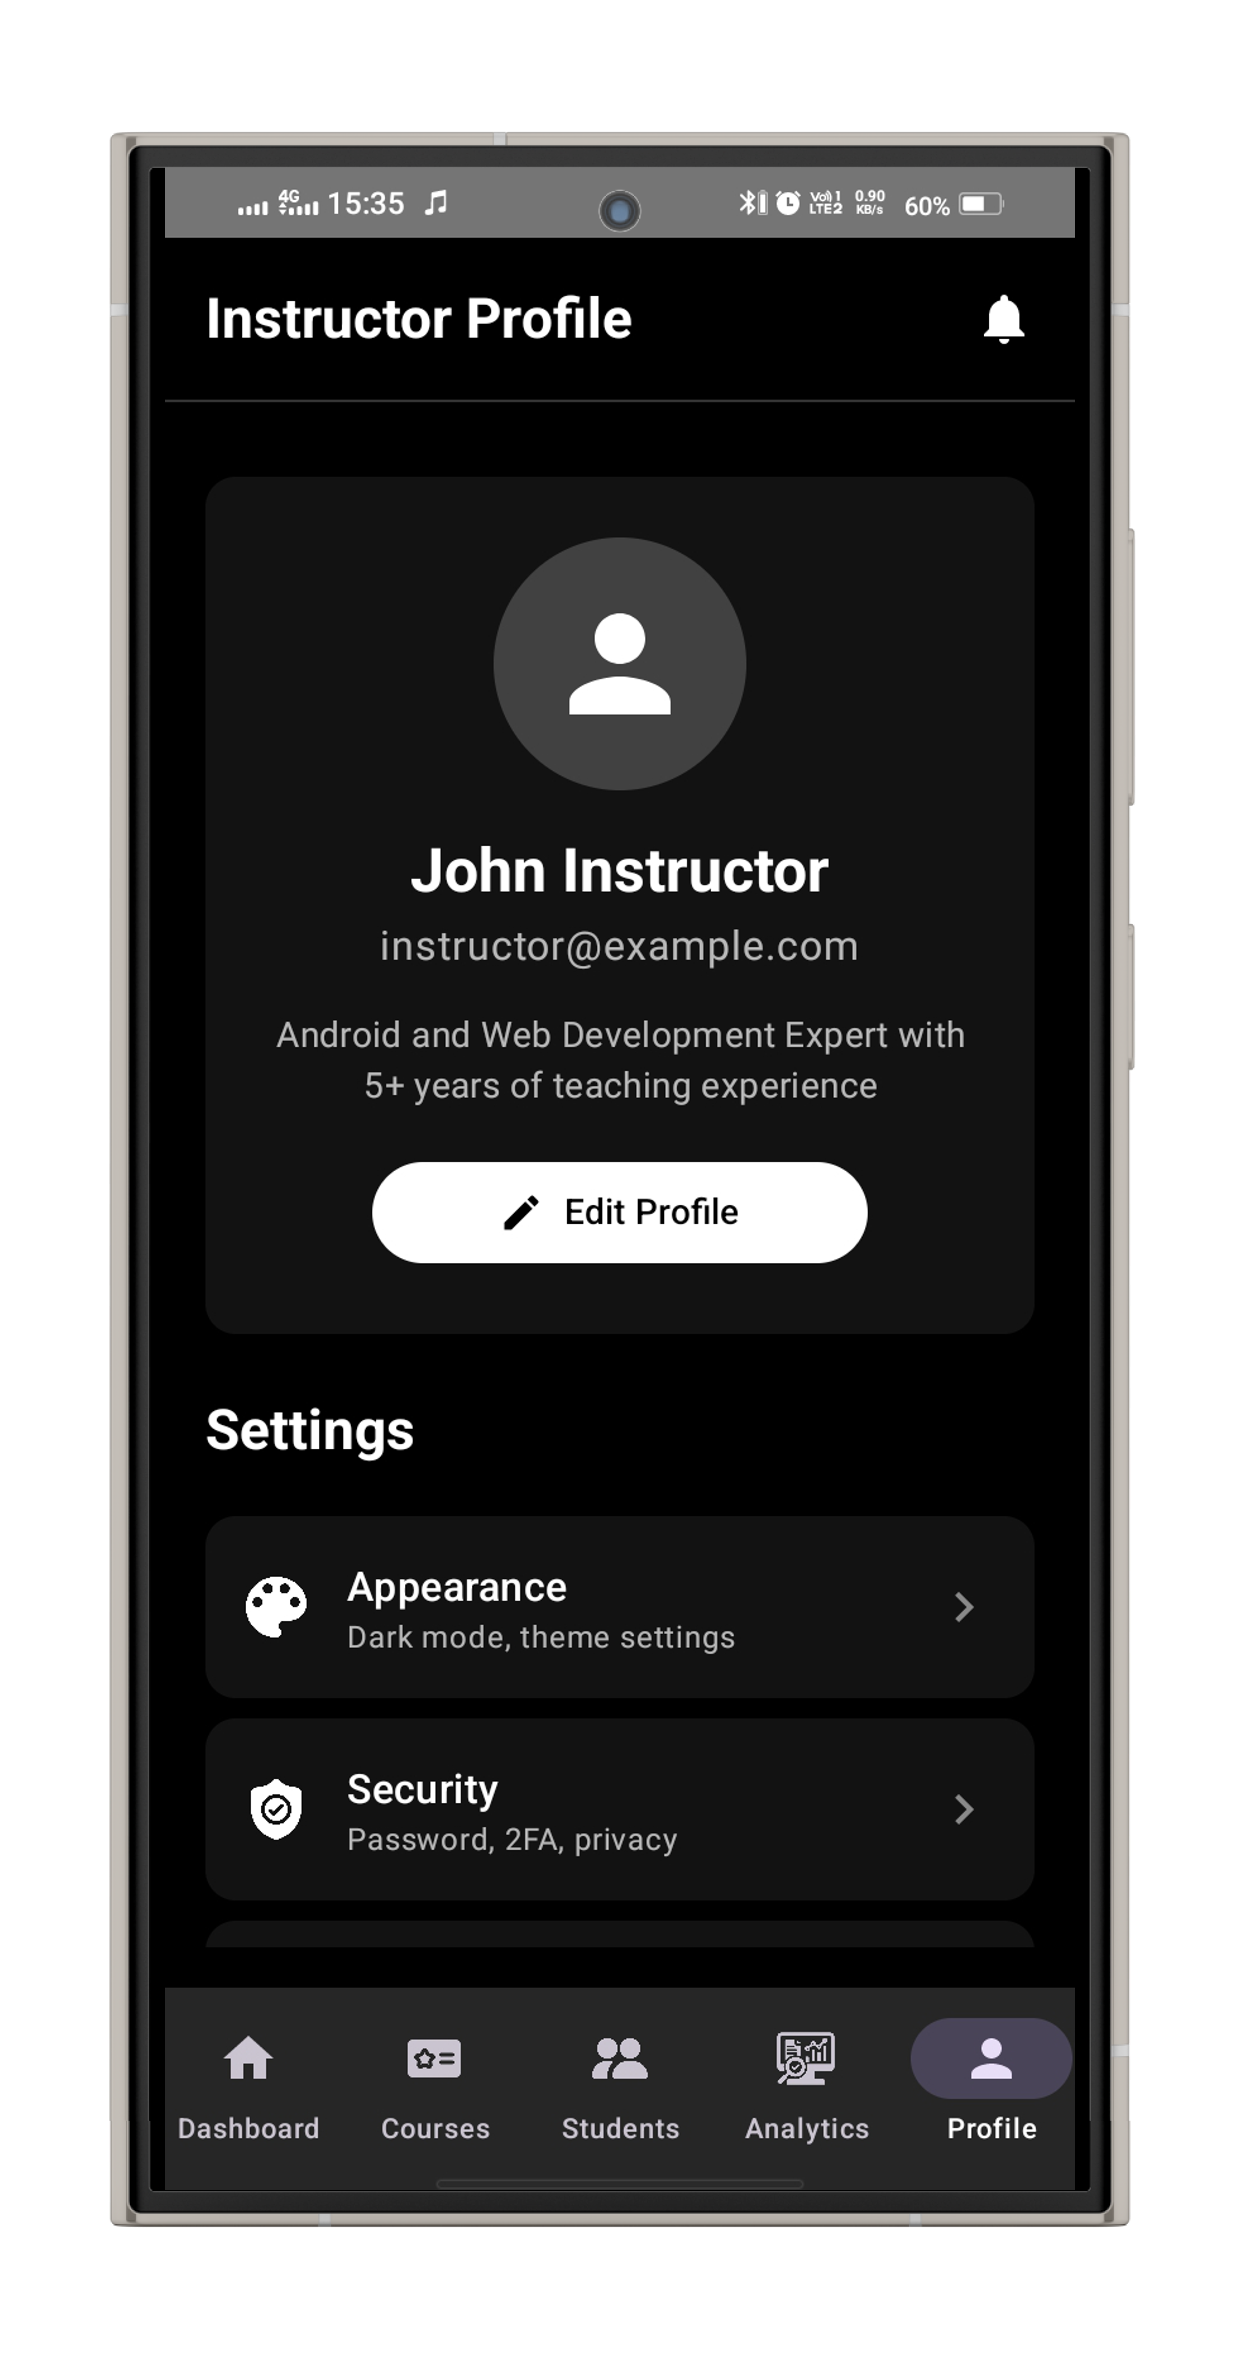 4G 15:35
Vo) 1 LTE2 0.90 KB/s 60%
Instructor Profile
John Instructor
instructor@example.com
Android and Web Development Expert with
5+ years of teaching experience
Edit Profile
Settings
Appearance
Dark mode, theme settings
Security
Password, 2FA, privacy
Dashboard Courses Students Analytics Profile